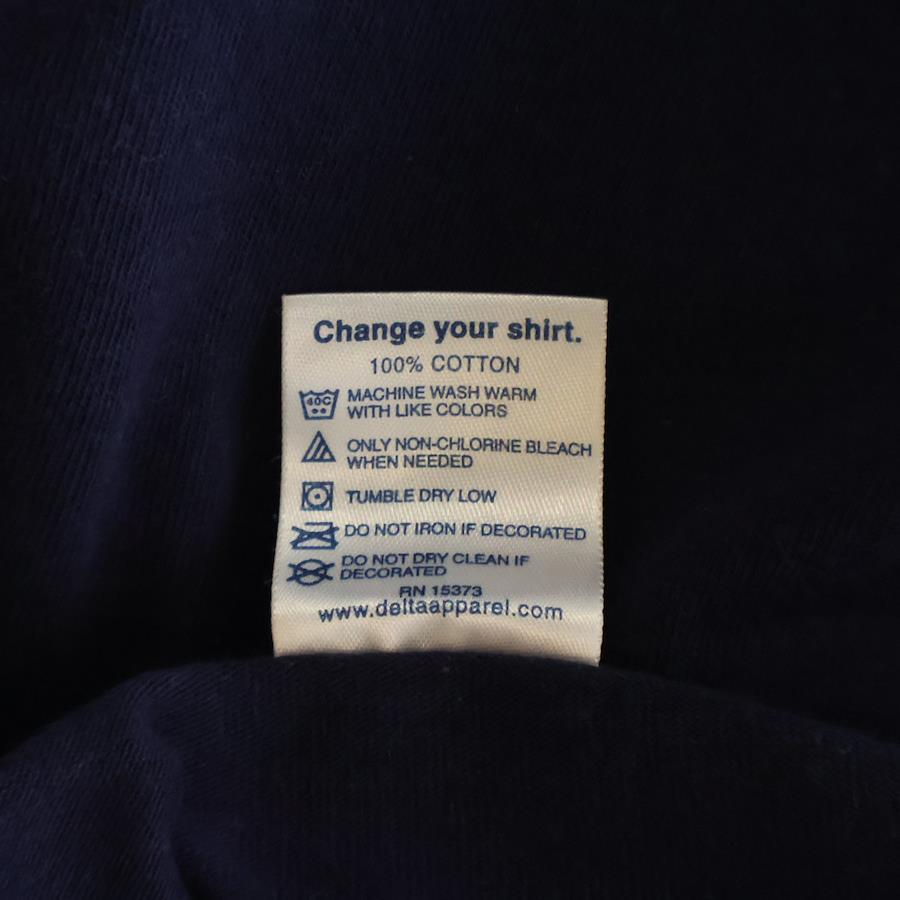 Change your shirt.
100% COTTON
40C
MACHINE WASH WARM
WITH LIKE COLORS
ONLY NON-CHLORINE BLEACH
WHEN NEEDED
TUMBLE DRY LOW
DO NOT IRON IF DECORATED
DO NOT DRY CLEAN IF
DECORATED
RN 15373
www.deltaapparel.com